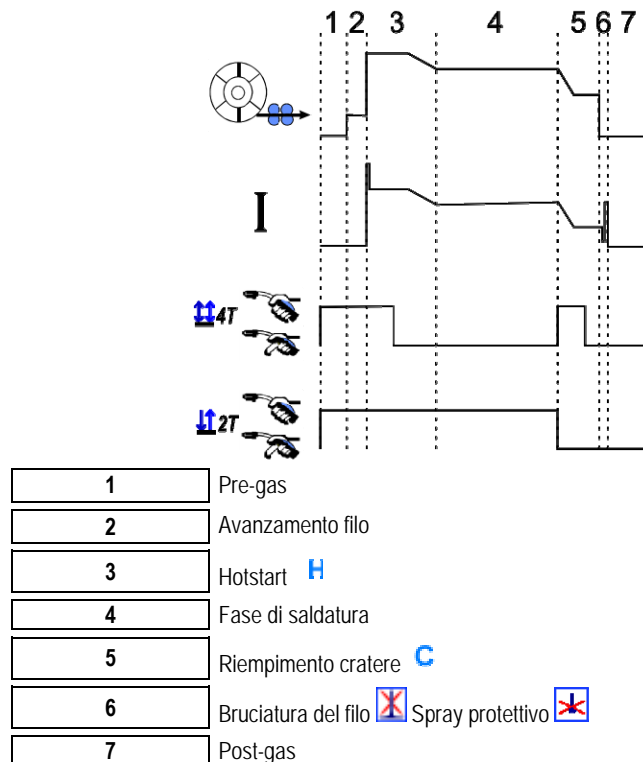 1 2 3 4 5 6 7
I
4T
2T
1 Pre-gas
2 Avanzamento filo
3 Hotstart H
4 Fase di saldatura
5 Riempimento cratere C
6 Bruciatura del filo Spray protettivo
7 Post-gas